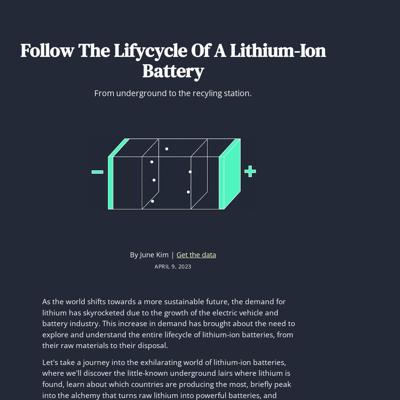 Follow The Lifycycle Of A Lithium-Ion
Battery
From underground to the recyling station.
− +
By June Kim | Get the data
APRIL 9, 2023
As the world shifts towards a more sustainable future, the demand for
lithium has skyrocketed due to the growth of the electric vehicle and
battery industry. This increase in demand has brought about the need to
explore and understand the entire lifecycle of lithium-ion batteries, from
their raw materials to their disposal.
Let's take a journey into the exhilarating world of lithium-ion batteries,
where we'll discover the little-known underground lairs where lithium is
found, learn about which countries are producing the most, briefly peak
into the alchemy that turns raw lithium into powerful batteries, and